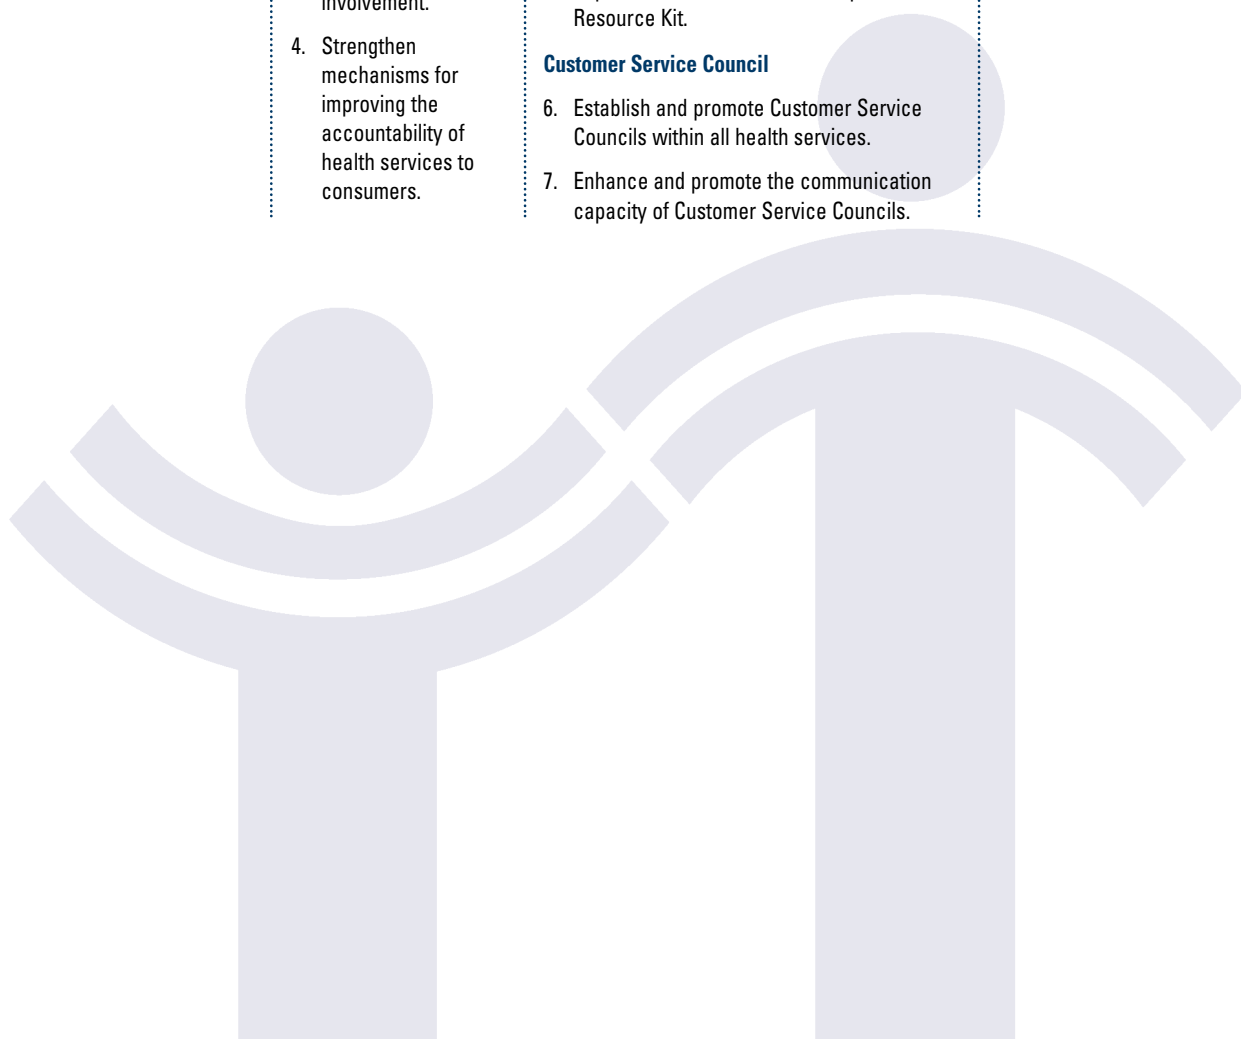 involvement.
4. Strengthen
mechanisms for
improving the
accountability of
health services to
consumers.
Resource Kit.
Customer Service Council
6. Establish and promote Customer Service
Councils within all health services.
7. Enhance and promote the communication
capacity of Customer Service Councils.